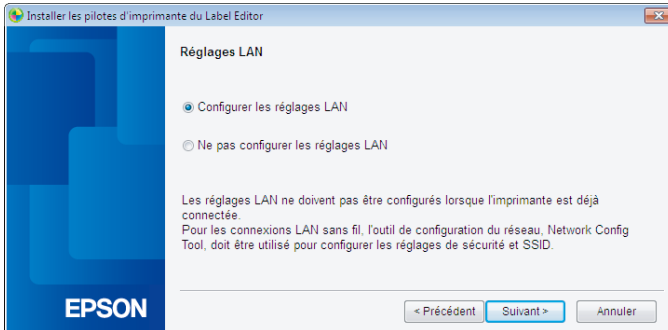 Installer les pilotes d'imprimante du Label Editor
Réglages LAN
Configurer les réglages LAN
Ne pas configurer les réglages LAN
Les réglages LAN ne doivent pas être configurés lorsque l'imprimante est déjà
connectée.
Pour les connexions LAN sans fil, l'outil de configuration du réseau, Network Config
Tool, doit être utilisé pour configurer les réglages de sécurité et SSID.
EPSON
< Précédent Suivant > Annuler